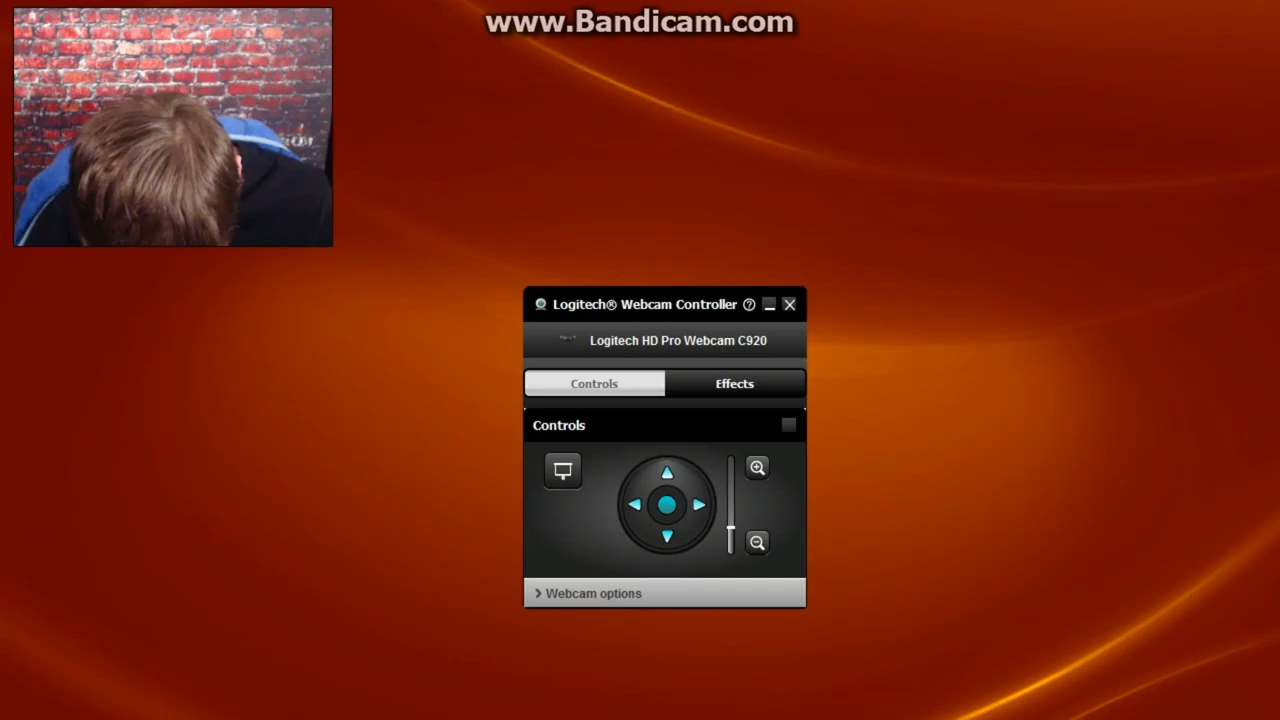 www.Bandicam.com
Logitech® Webcam Controller
Logitech HD Pro Webcam C920
Controls
Effects
Controls
Webcam options